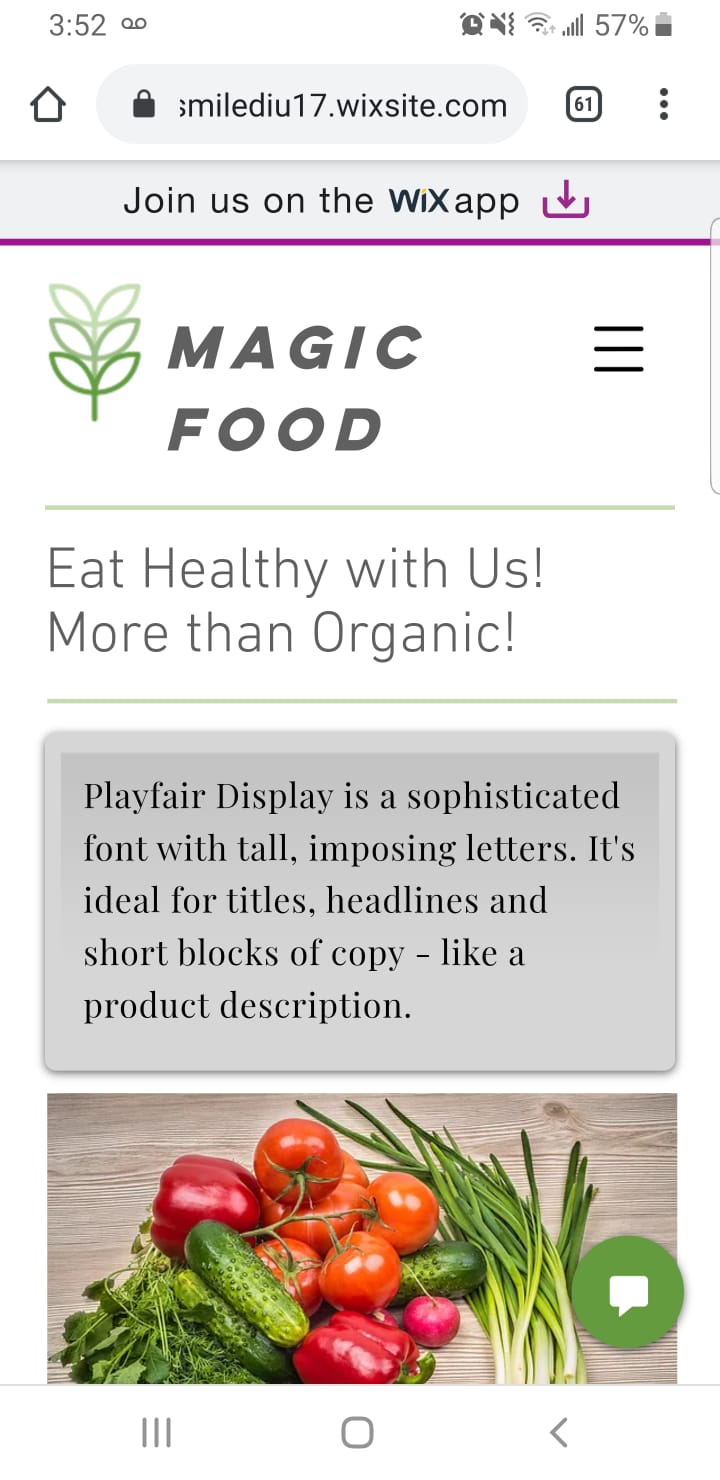 3:52
57%
smilediu17.wixsite.com
61
Join us on the WiX app
MAGIC
FOOD
Eat Healthy with Us!
More than Organic!
Playfair Display is a sophisticated
font with tall, imposing letters. It's
ideal for titles, headlines and
short blocks of copy - like a
product description.